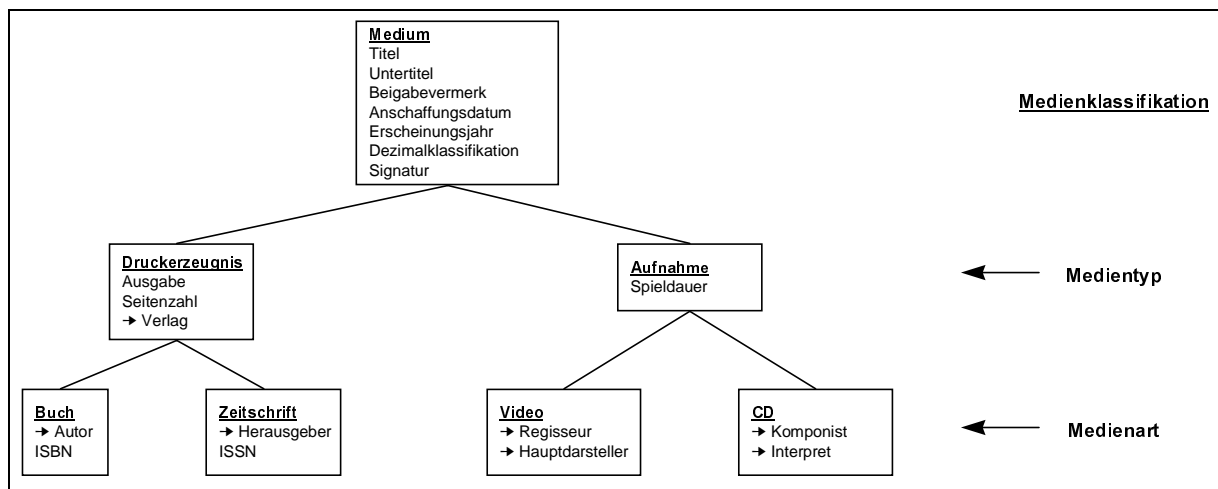 Medium
Titel
Untertitel
Beigabevermerk
Anschaffungsdatum
Erscheinungsjahr
Dezimalklassifikation
Signatur
Medienklassifikation
Druckerzeugnis
Ausgabe
Seitenzahl
→ Verlag
Aufnahme
Spieldauer
Medientyp
Buch
→ Autor
ISBN
Zeitschrift
→ Herausgeber
ISSN
Video
→ Regisseur
→ Hauptdarsteller
CD
→ Komponist
→ Interpret
Medienart